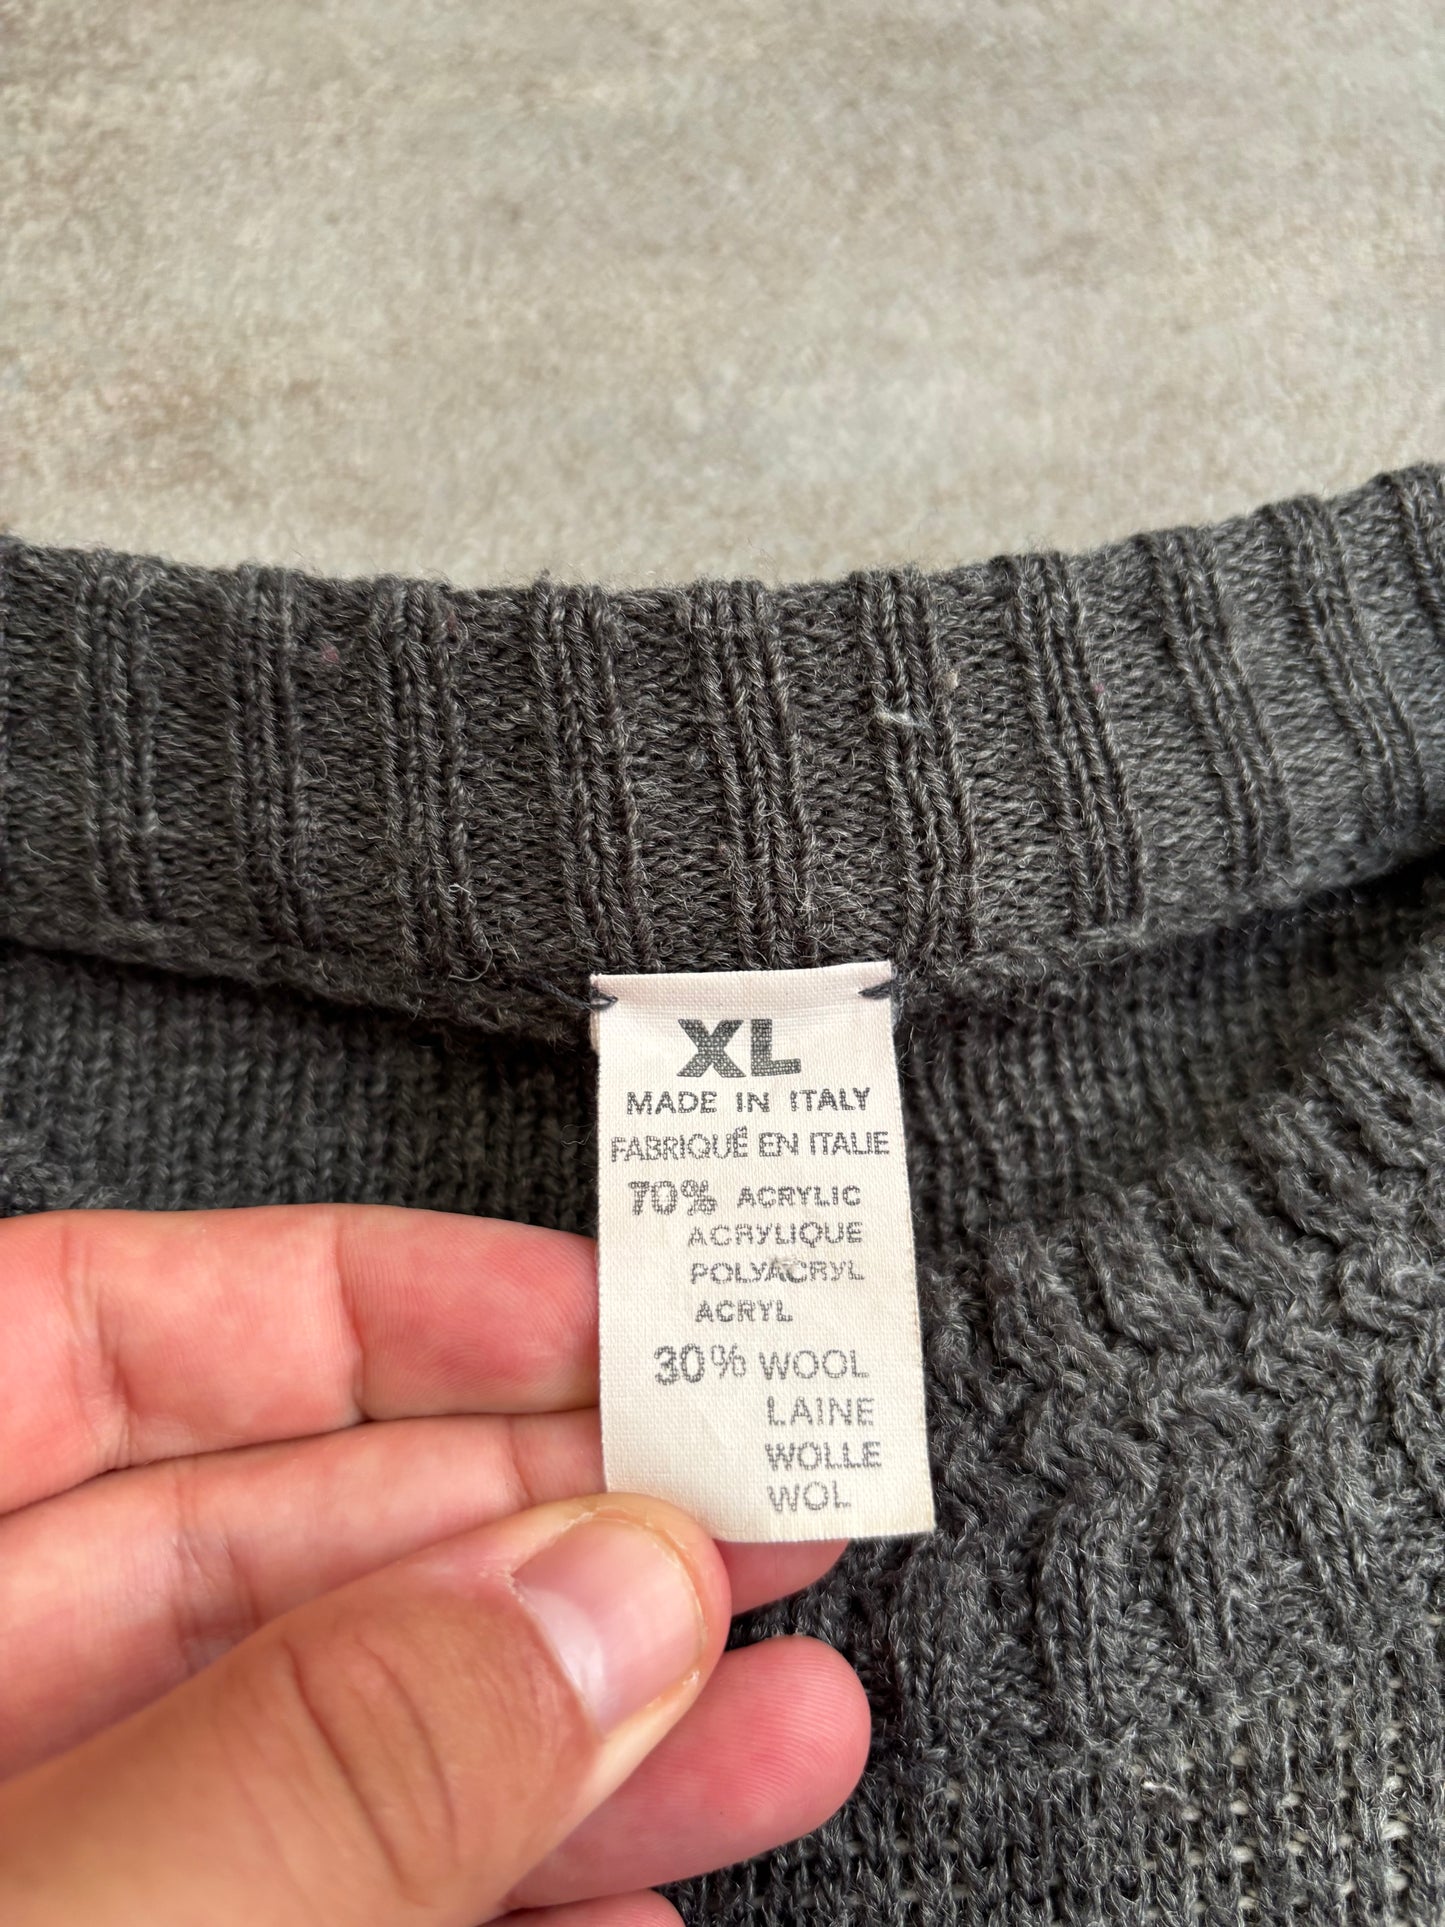 XL
MADE IN ITALY
FABRIQUÉ EN ITALIE
70% ACRYLIC
ACRYLIQUE
POLYACRYL
ACRYL
30% WOOL
LAINE
WOLLE
WOL